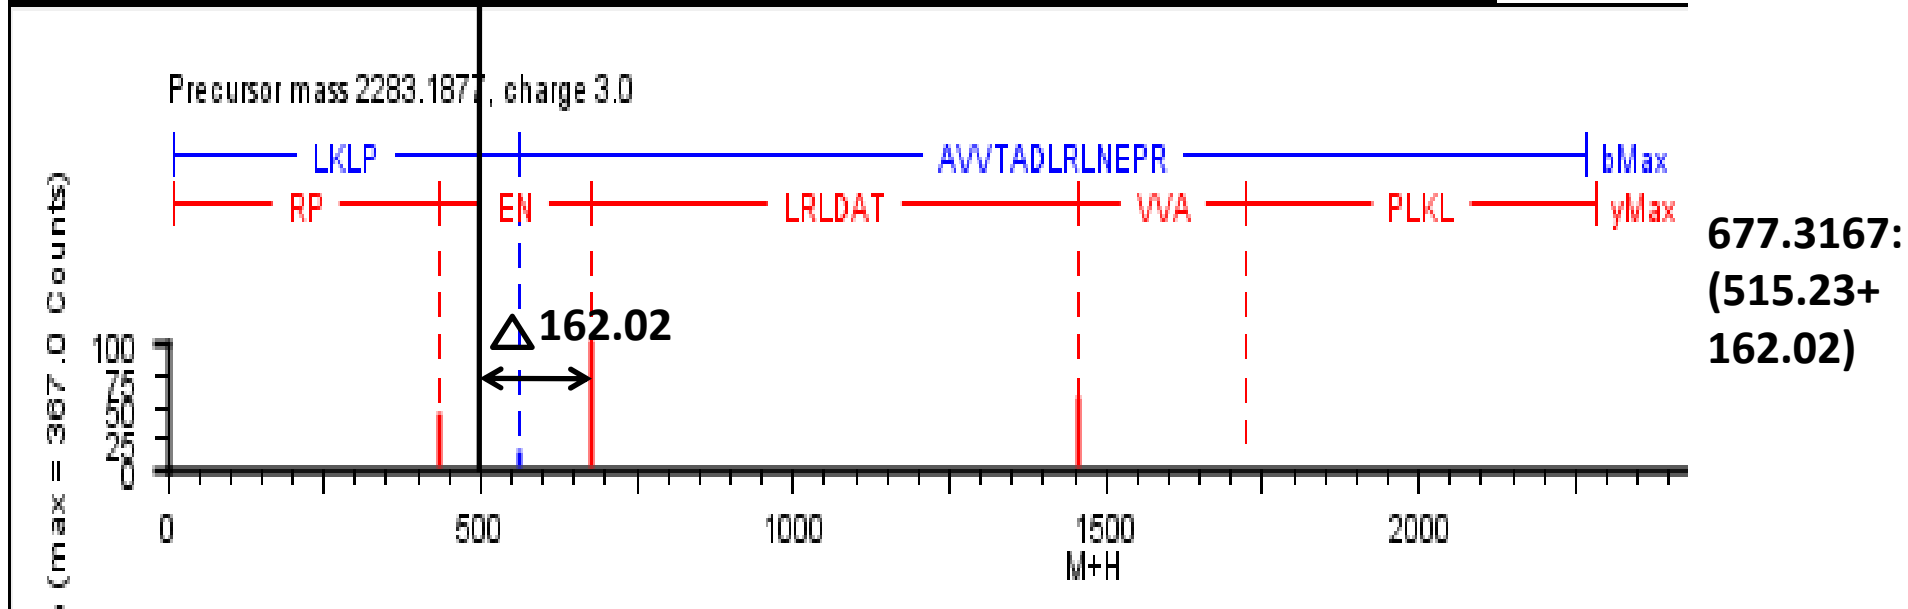 Precursor mass 2283.1877, charge 3.0
LKLP AVVTADLRLNEPR bMax
RP EN LRLDAT VVA PLKL yMax
677.3167:
(515.23+
162.02)
△ 162.02
(max = 367.0 Counts)
100
75
50
25
0
0 500 1000 1500 2000
M+H